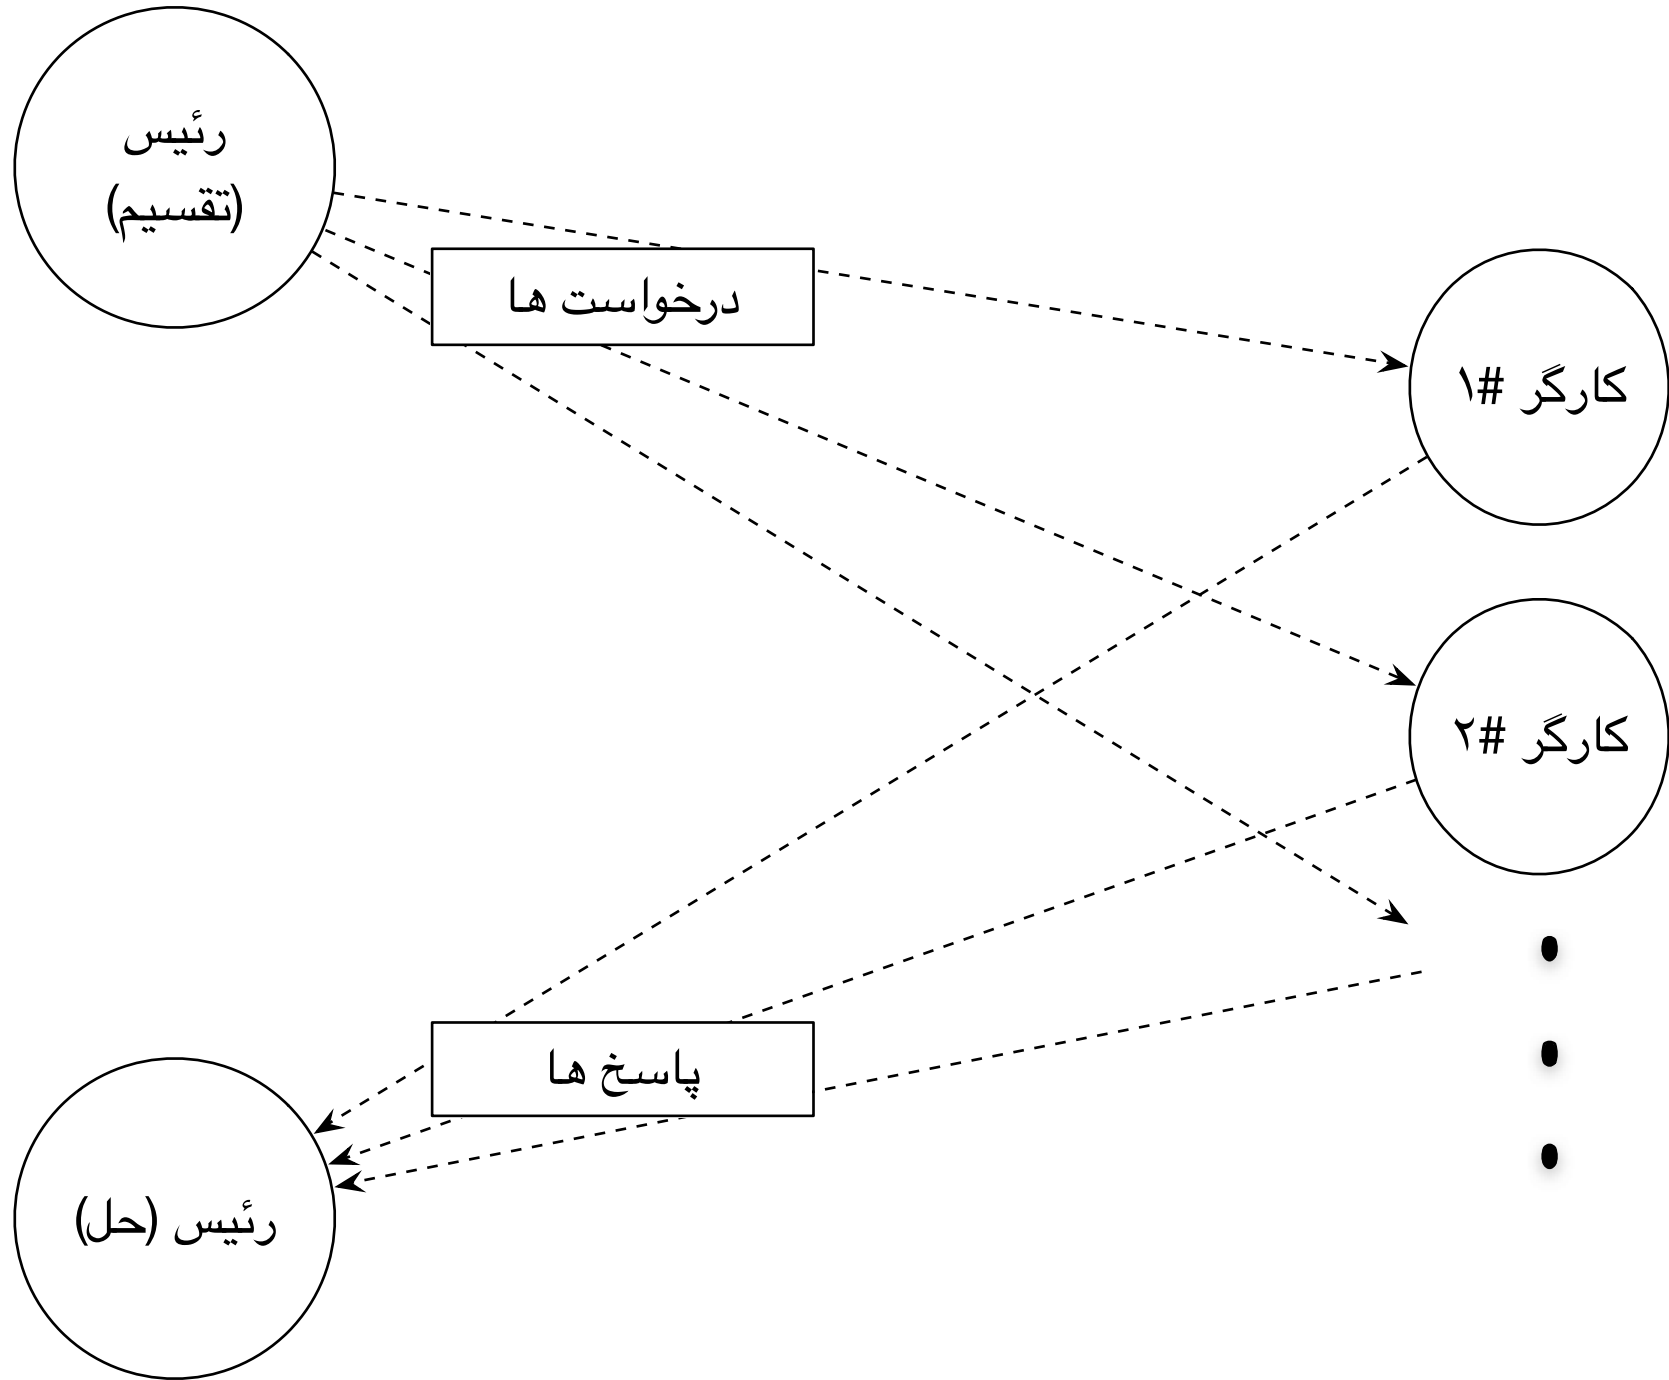 رئیس
(تقسیم)
درخواست ها
کارگر #۱
کارگر #۲
پاسخ ها
رئیس (حل)